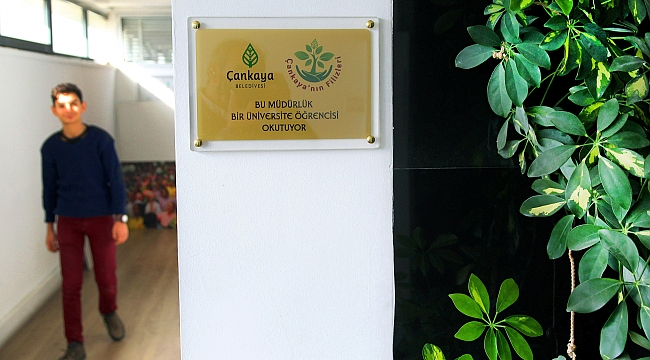 Çankaya
BELEDİYESİ
Çankaya'nın Filizleri
BU MÜDÜRLÜK
BİR ÜNİVERSİTE ÖĞRENCİSİ
OKUTUYOR